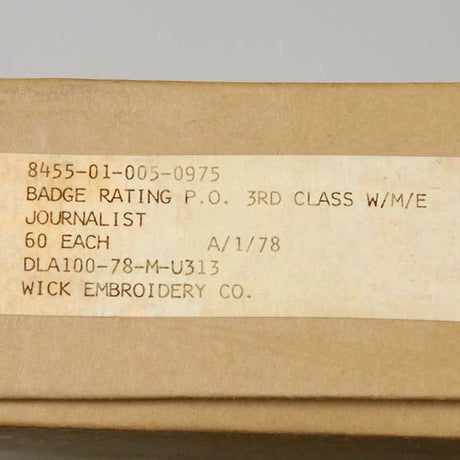 8455-01-005-0975
BADGE RATING P.O. 3RD CLASS W/M/E
JOURNALIST
60 EACH A/1/78
DLA100-78-M-U313
WICK EMBROIDERY CO.